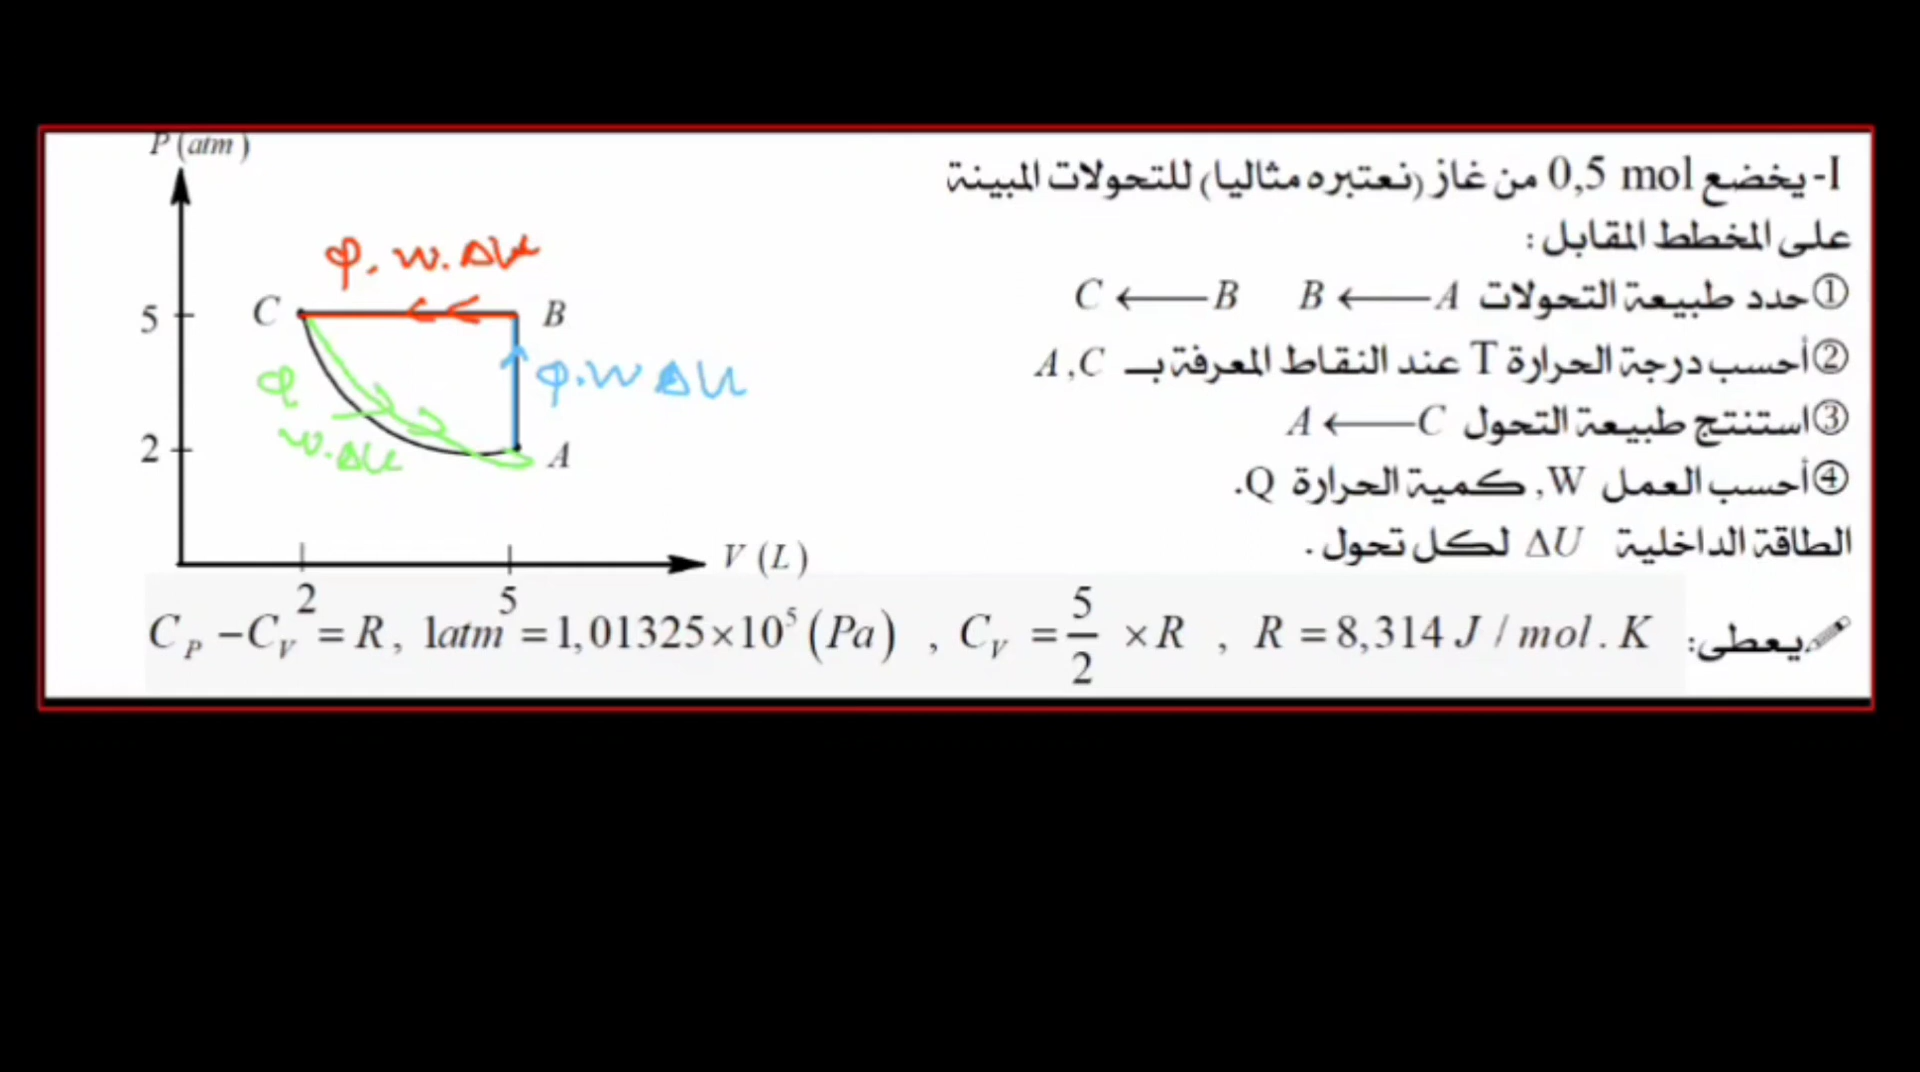 I- يخضع 0,5 mol من غاز (نعتبره مثاليا) للتحولات المبينة
على المخطط المقابل :
① حدد طبيعة التحولات A ⟶ B   B ⟶ C
② أحسب درجة الحرارة T عند النقاط المعرفة بـ A , C
③ استنتج طبيعة التحول C ⟶ A
④ أحسب العمل W, كمية الحرارة Q.
الطاقة الداخلية ΔU لكل تحول .
P (atm)
φ. w. Δu
C
5
B
φ. w Δu
φ
w. Δu
2
A
V (L)
2
5
يعطى: C_P − C_V = R , 1atm = 1,01325×10^5 (Pa) , C_V = 5/2 × R , R = 8,314 J / mol . K